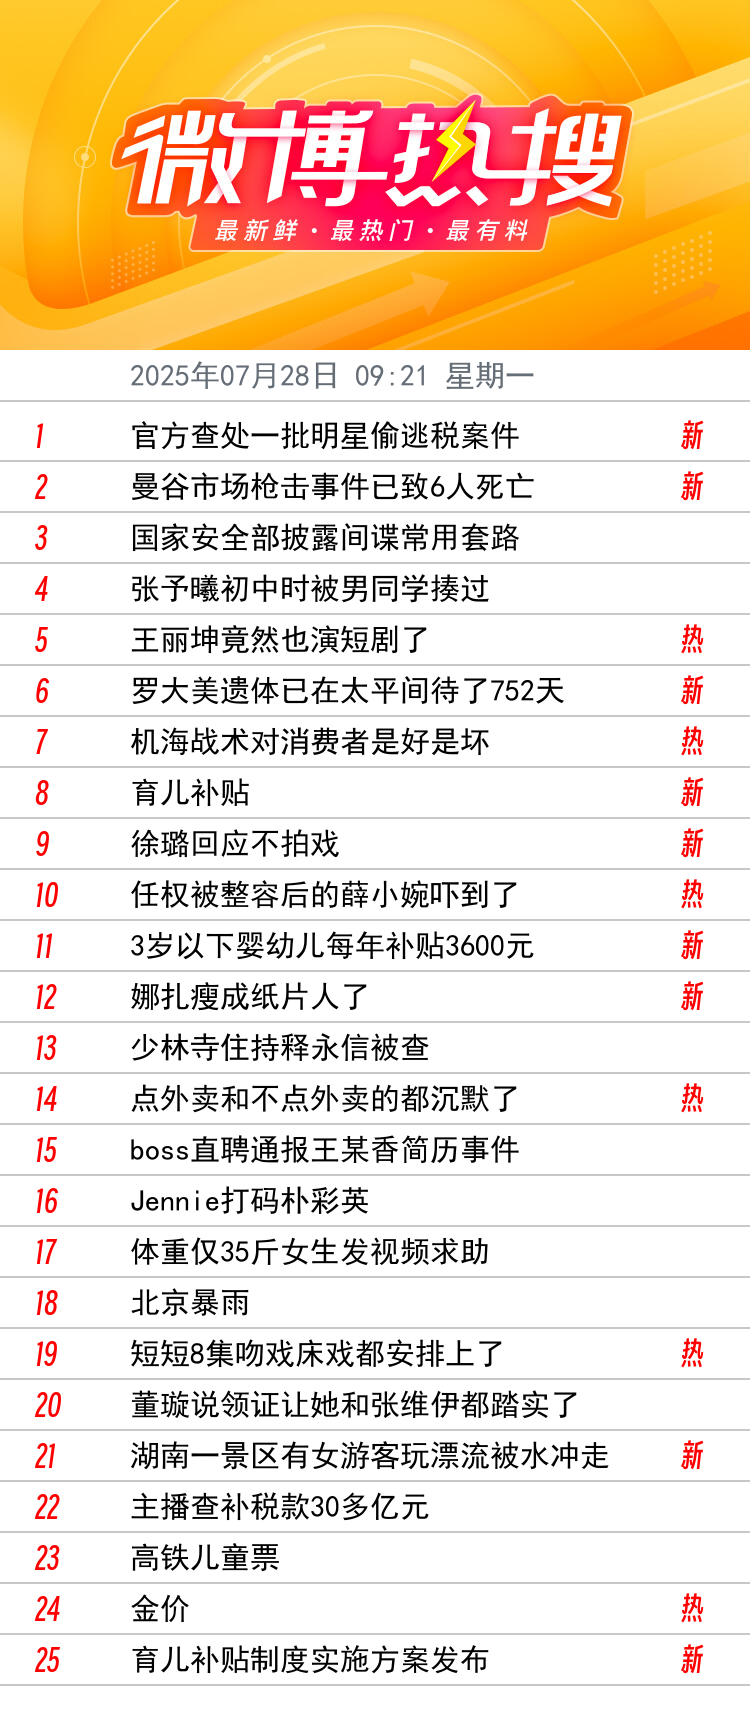 微博热搜
最新鲜·最热门·最有料
2025年07月28日 09:21 星期一
1 官方查处一批明星偷逃税案件 新
2 曼谷市场枪击事件已致6人死亡 新
3 国家安全部披露间谍常用套路
4 张予曦初中时被男同学揍过
5 王丽坤竟然也演短剧了 热
6 罗大美遗体已在太平间待了752天 新
7 机海战术对消费者是好是坏 热
8 育儿补贴 新
9 徐璐回应不拍戏 新
10 任权被整容后的薛小婉吓到了 热
11 3岁以下婴幼儿每年补贴3600元 新
12 娜扎瘦成纸片人了 新
13 少林寺住持释永信被查
14 点外卖和不点外卖的都沉默了 热
15 boss直聘通报王某香简历事件
16 Jennie打码朴彩英
17 体重仅35斤女生发视频求助
18 北京暴雨
19 短短8集吻戏床戏都安排上了 热
20 董璇说领证让她和张维伊都踏实了
21 湖南一景区有女游客玩漂流被水冲走 新
22 主播查补税款30多亿元
23 高铁儿童票
24 金价 热
25 育儿补贴制度实施方案发布 新